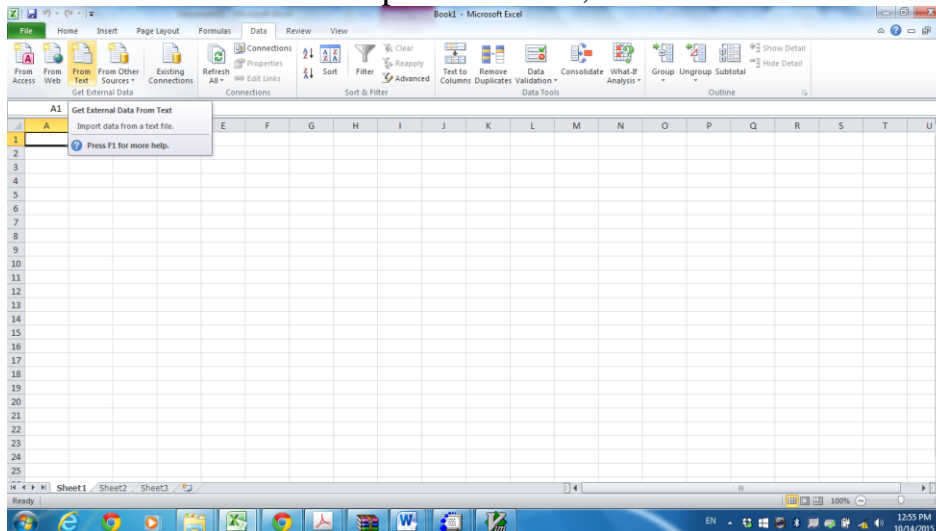 Book1 - Microsoft Excel
File Home Insert Page Layout Formulas Data Review View
From Access
From Web
From Text
From Other Sources
Existing Connections
Get External Data
Refresh All
Connections
Properties
Edit Links
Connections
Sort
Filter
Clear
Reapply
Advanced
Sort & Filter
Text to Columns
Remove Duplicates
Data Validation
Consolidate
What-If Analysis
Data Tools
Group
Ungroup
Subtotal
Show Detail
Hide Detail
Outline
A1
Get External Data From Text
Import data from a text file.
Press F1 for more help.
A E F G H I J K L M N O P Q R S T U
1
2
3
4
5
6
7
8
9
10
11
12
13
14
15
16
17
18
19
20
21
22
23
24
25
Sheet1 Sheet2 Sheet3
Ready 100%
EN 12:55 PM
10/14/2015